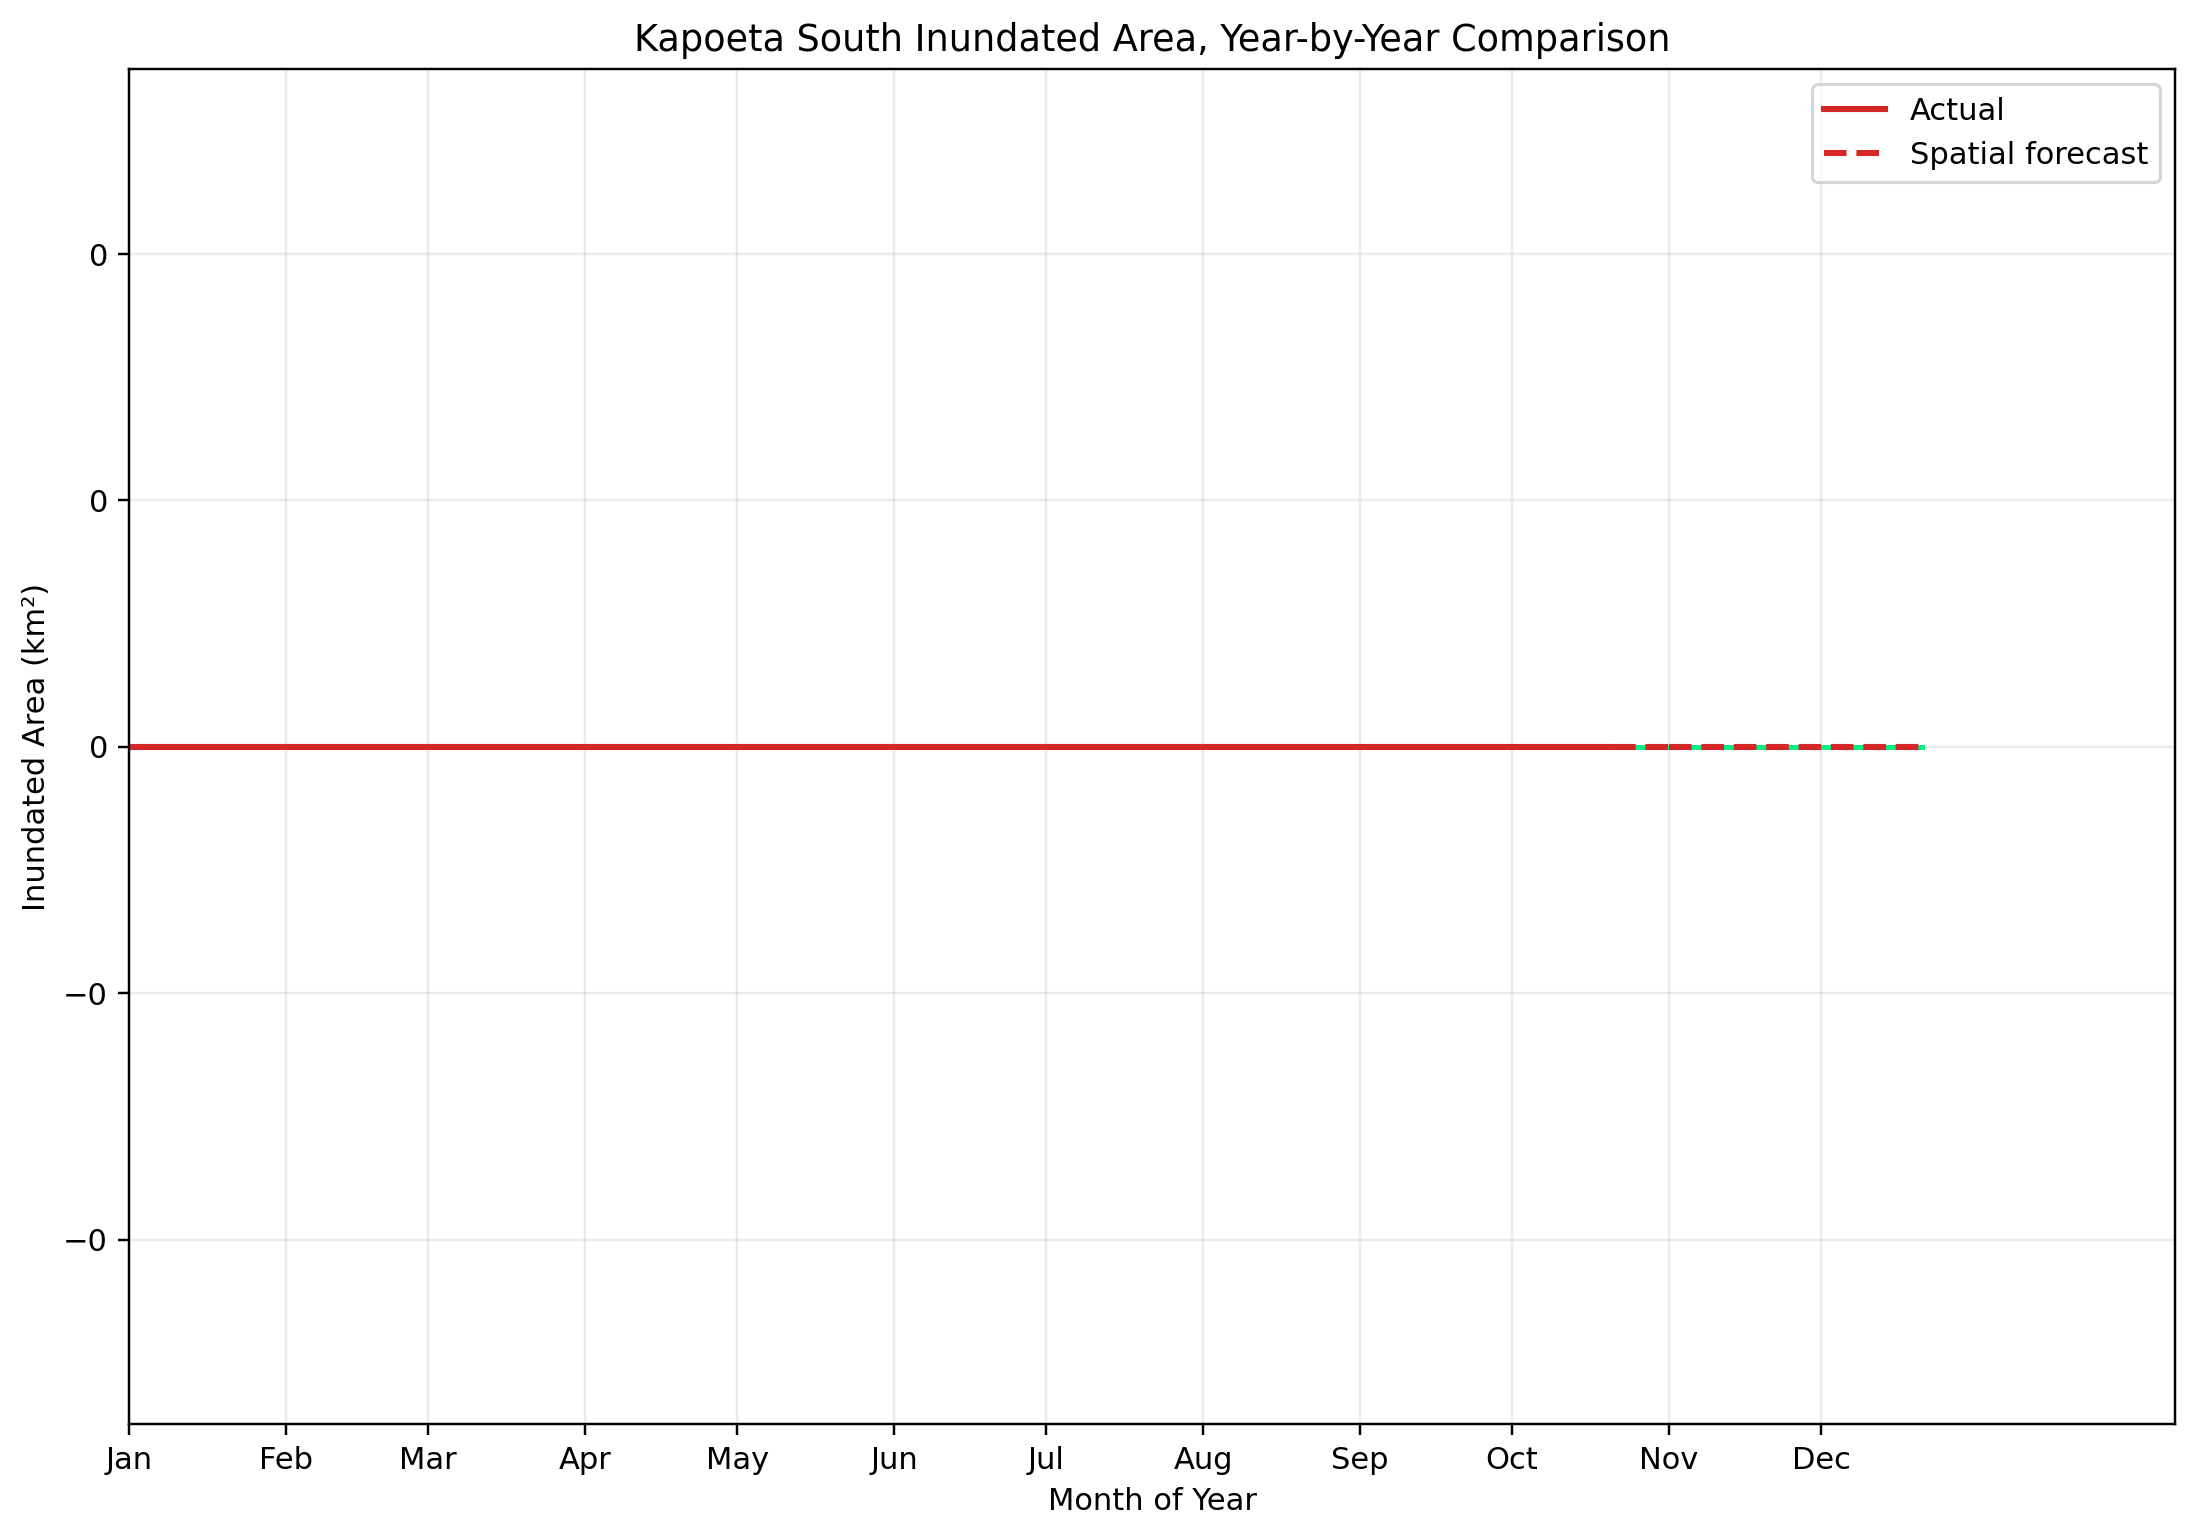 Kapoeta South Inundated Area, Year-by-Year Comparison
Actual
Spatial forecast
Inundated Area (km²)
0
0
0
−0
−0
Jan Feb Mar Apr May Jun Jul Aug Sep Oct Nov Dec
Month of Year